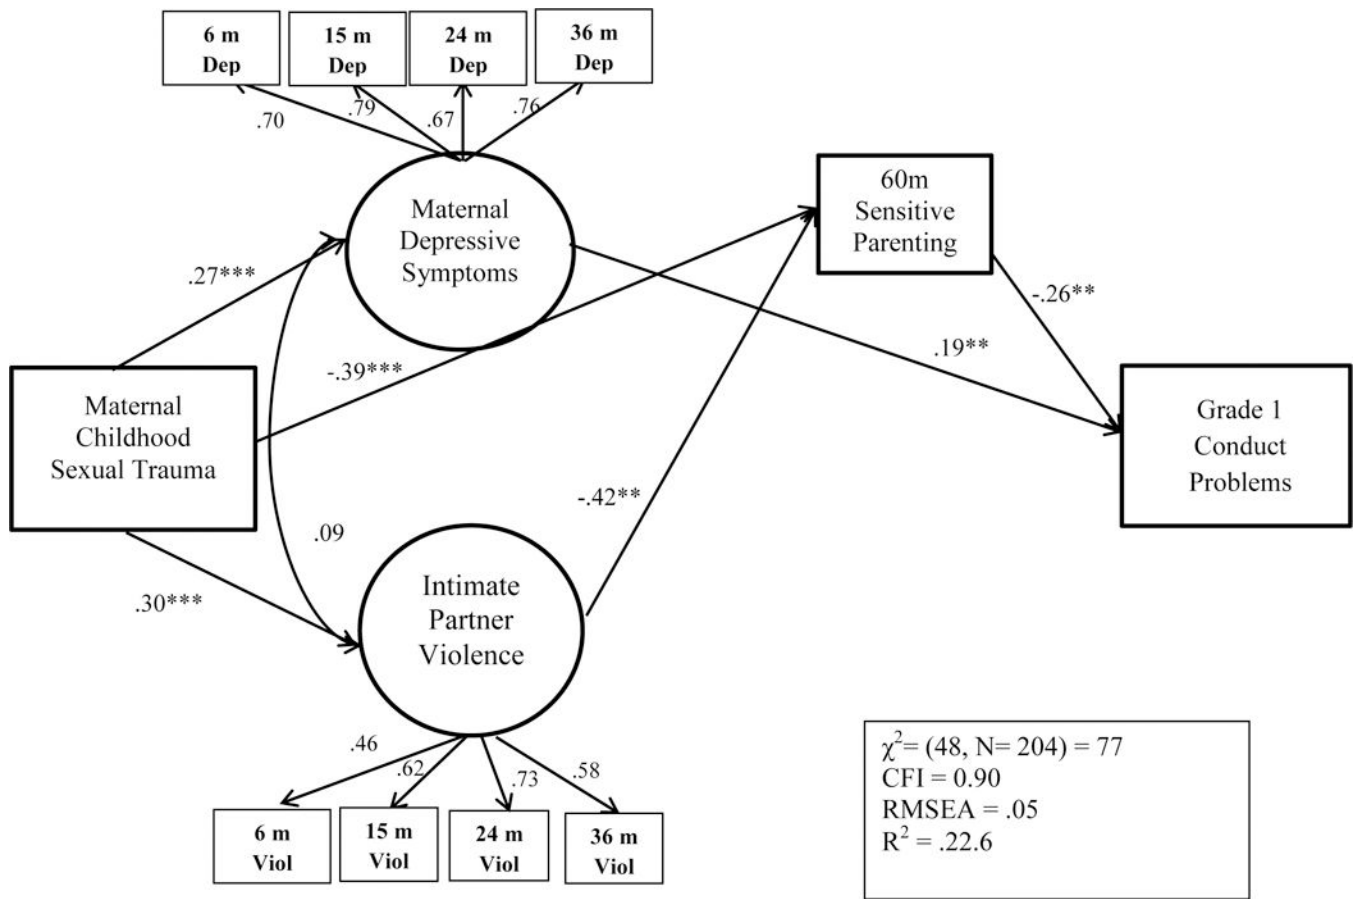 6 m
Dep
15 m
Dep
24 m
Dep
36 m
Dep
.70
.79
.67
.76
Maternal
Depressive
Symptoms
60m
Sensitive
Parenting
.27***
-.26**
.19**
-.39***
Maternal
Childhood
Sexual Trauma
Grade 1
Conduct
Problems
-.42**
.09
.30***
Intimate
Partner
Violence
.46
.62
.73
.58
6 m
Viol
15 m
Viol
24 m
Viol
36 m
Viol
χ²= (48, N= 204) = 77
CFI = 0.90
RMSEA = .05
R² = .22.6